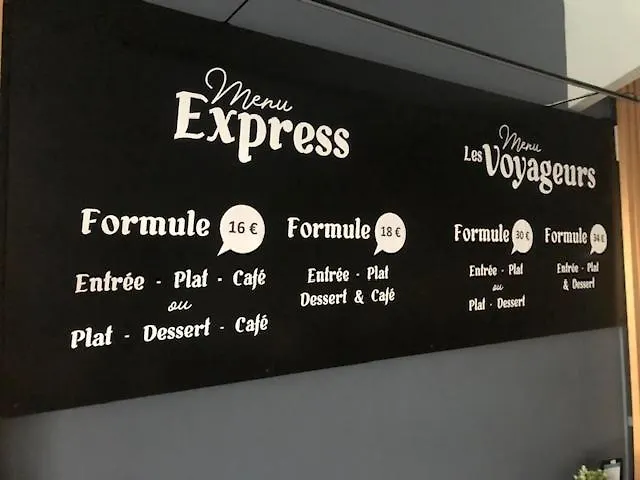 Menu
Express
Formule 16 €
Entrée - Plat - Café
ou
Plat - Dessert - Café
Formule 18 €
Entrée - Plat
Dessert & Café
Menu
Les Voyageurs
Formule 30 €
Entrée - Plat
ou
Plat - Dessert
Formule 34 €
Entrée - Plat
& Dessert